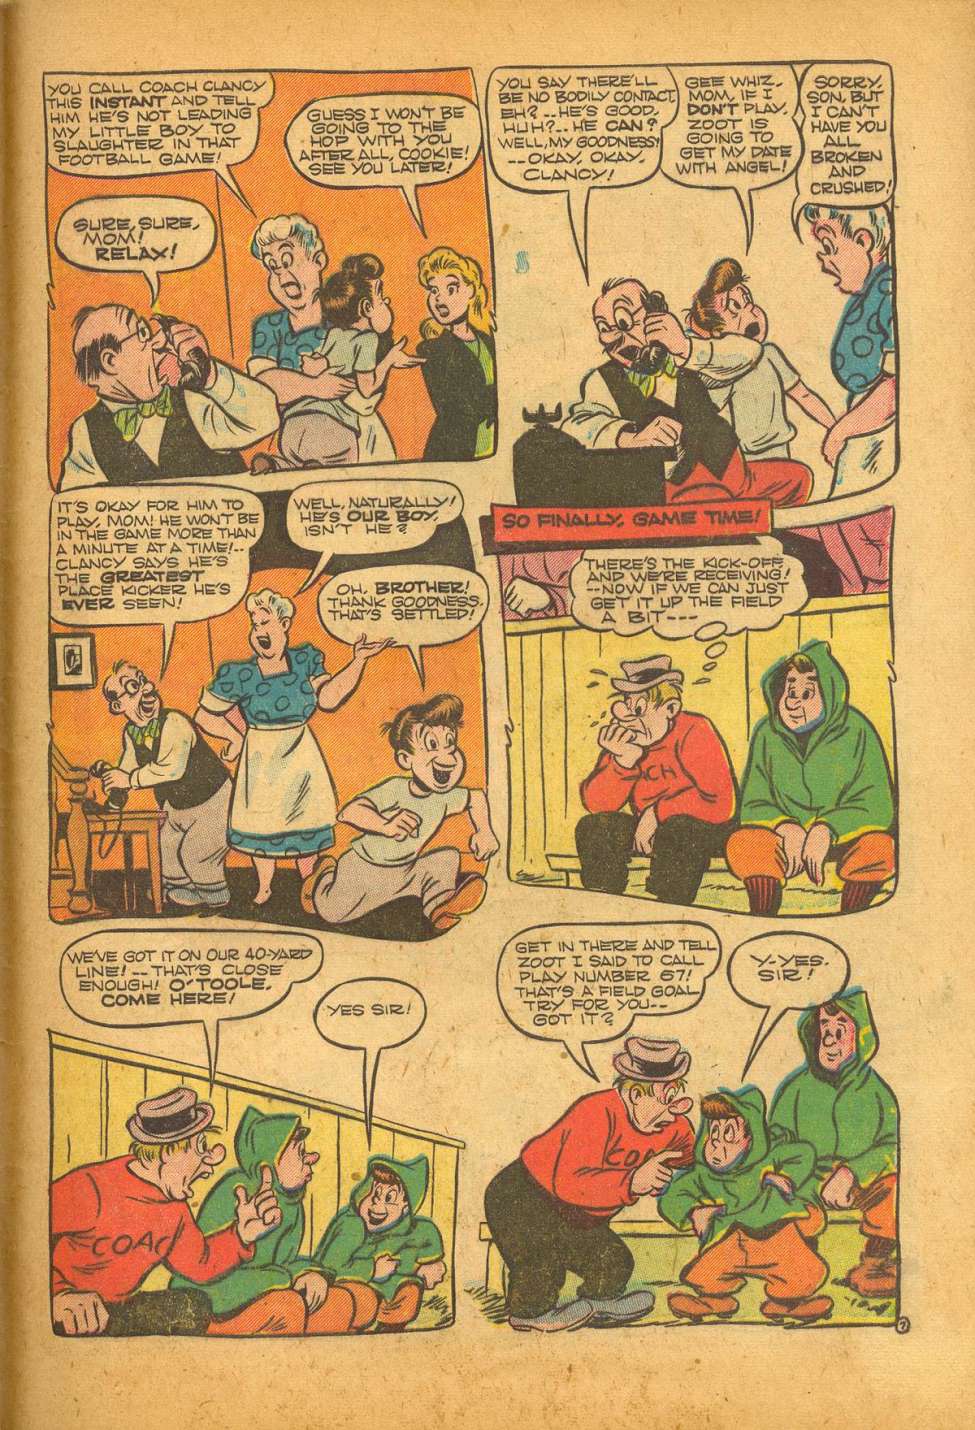 YOU CALL COACH CLANCY
THIS INSTANT AND TELL
HIM HE'S NOT LEADING
MY LITTLE BOY TO
SLAUGHTER IN THAT
FOOTBALL GAME!
GUESS I WON'T BE
GOING TO THE
HOP WITH YOU
AFTER ALL, COOKIE!
SEE YOU LATER!
SURE, SURE,
MOM!
RELAX!
YOU SAY THERE'LL
BE NO BODILY CONTACT,
EH?--HE'S GOOD,
HUH?--HE CAN?
WELL, MY GOODNESS!
--OKAY, OKAY,
CLANCY!
GEE WHIZ,
MOM, IF I
DON'T PLAY,
ZOOT IS
GOING TO
GET MY DATE
WITH ANGEL!
SORRY,
SON, BUT
I CAN'T
HAVE YOU
ALL
BROKEN
AND
CRUSHED!
IT'S OKAY FOR HIM TO
PLAY, MOM! HE WON'T BE
IN THE GAME MORE THAN
A MINUTE AT A TIME!--
CLANCY SAYS HE'S
THE GREATEST
PLACE KICKER HE'S
EVER SEEN!
WELL, NATURALLY!
HE'S OUR BOY,
ISN'T HE?
OH, BROTHER!
THANK GOODNESS,
THAT'S SETTLED!
SO FINALLY, GAME TIME!
THERE'S THE KICK-OFF,
AND WE'RE RECEIVING!
--NOW IF WE CAN JUST
GET IT UP THE FIELD
A BIT---
ACH
WE'VE GOT IT ON OUR 40-YARD
LINE!--THAT'S CLOSE
ENOUGH! O'TOOLE,
COME HERE!
YES SIR!
COAC
GET IN THERE AND TELL
ZOOT I SAID TO CALL
PLAY NUMBER 67!
THAT'S A FIELD GOAL
TRY FOR YOU--
GOT IT?
Y-YES,
SIR!
COA
7